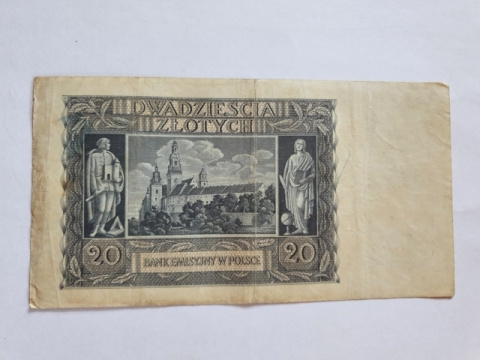 DWADZIEŚCIA
ZŁOTYCH
20
20
BANK EMISYJNY W POLSCE